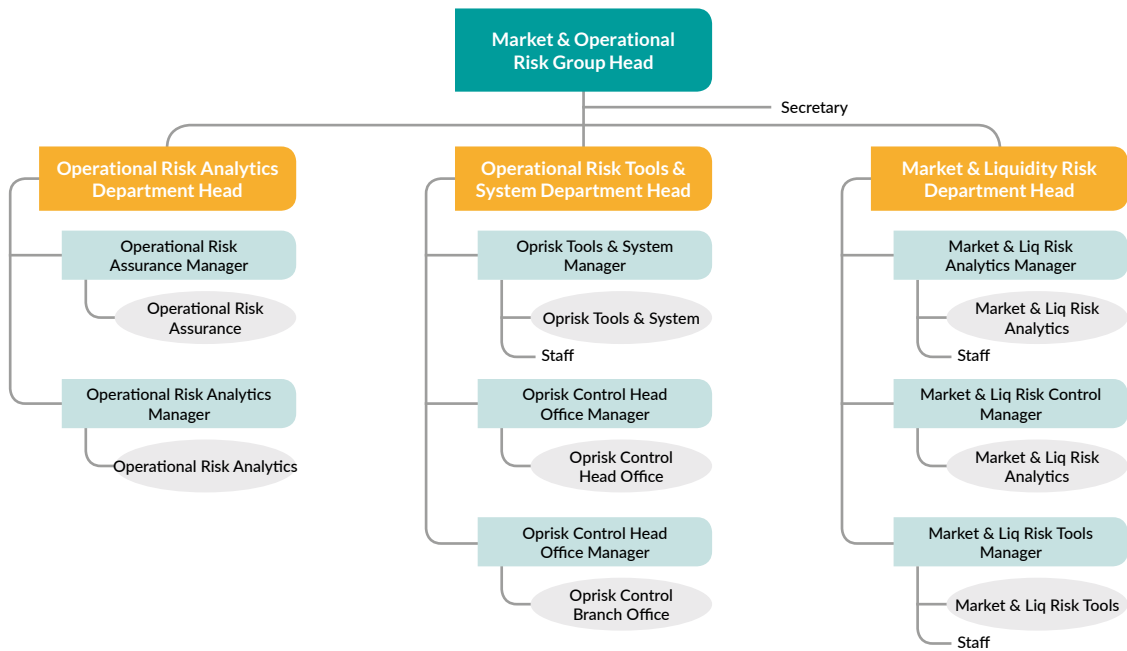 Market & Operational
Risk Group Head
Secretary
Operational Risk Analytics
Department Head
Operational Risk
Assurance Manager
Operational Risk
Assurance
Operational Risk Analytics
Manager
Operational Risk Analytics
Operational Risk Tools &
System Department Head
Oprisk Tools & System
Manager
Oprisk Tools & System
Staff
Oprisk Control Head
Office Manager
Oprisk Control
Head Office
Oprisk Control Head
Office Manager
Oprisk Control
Branch Office
Market & Liquidity Risk
Department Head
Market & Liq Risk
Analytics Manager
Market & Liq Risk
Analytics
Staff
Market & Liq Risk Control
Manager
Market & Liq Risk
Analytics
Market & Liq Risk Tools
Manager
Market & Liq Risk Tools
Staff